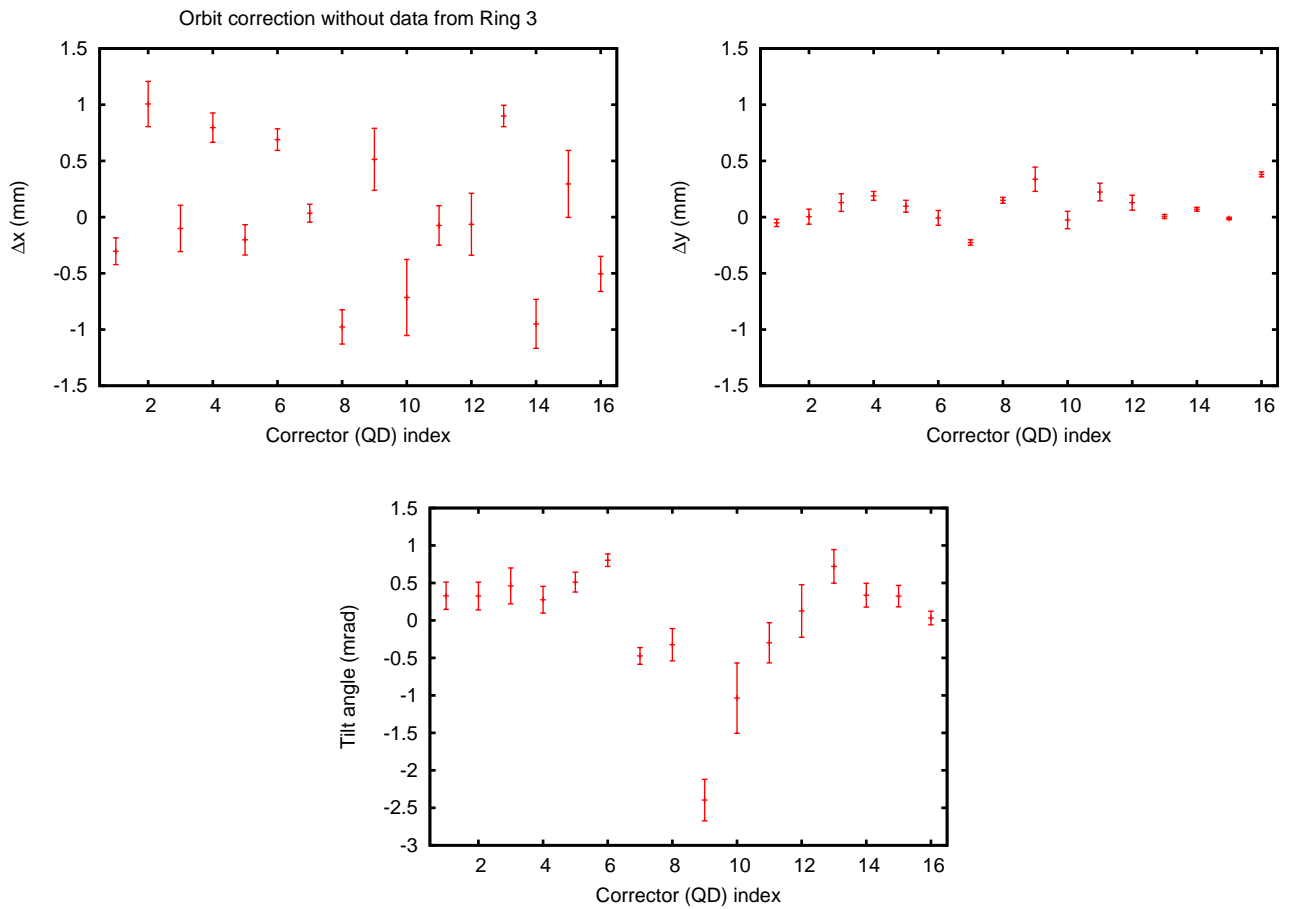 Orbit correction without data from Ring 3
1.5
1
0.5
0
-0.5
-1
-1.5
2 4 6 8 10 12 14 16
Δx (mm)
Corrector (QD) index
1.5
1
0.5
0
-0.5
-1
-1.5
2 4 6 8 10 12 14 16
Δy (mm)
Corrector (QD) index
1.5
1
0.5
0
-0.5
-1
-1.5
-2
-2.5
-3
2 4 6 8 10 12 14 16
Tilt angle (mrad)
Corrector (QD) index